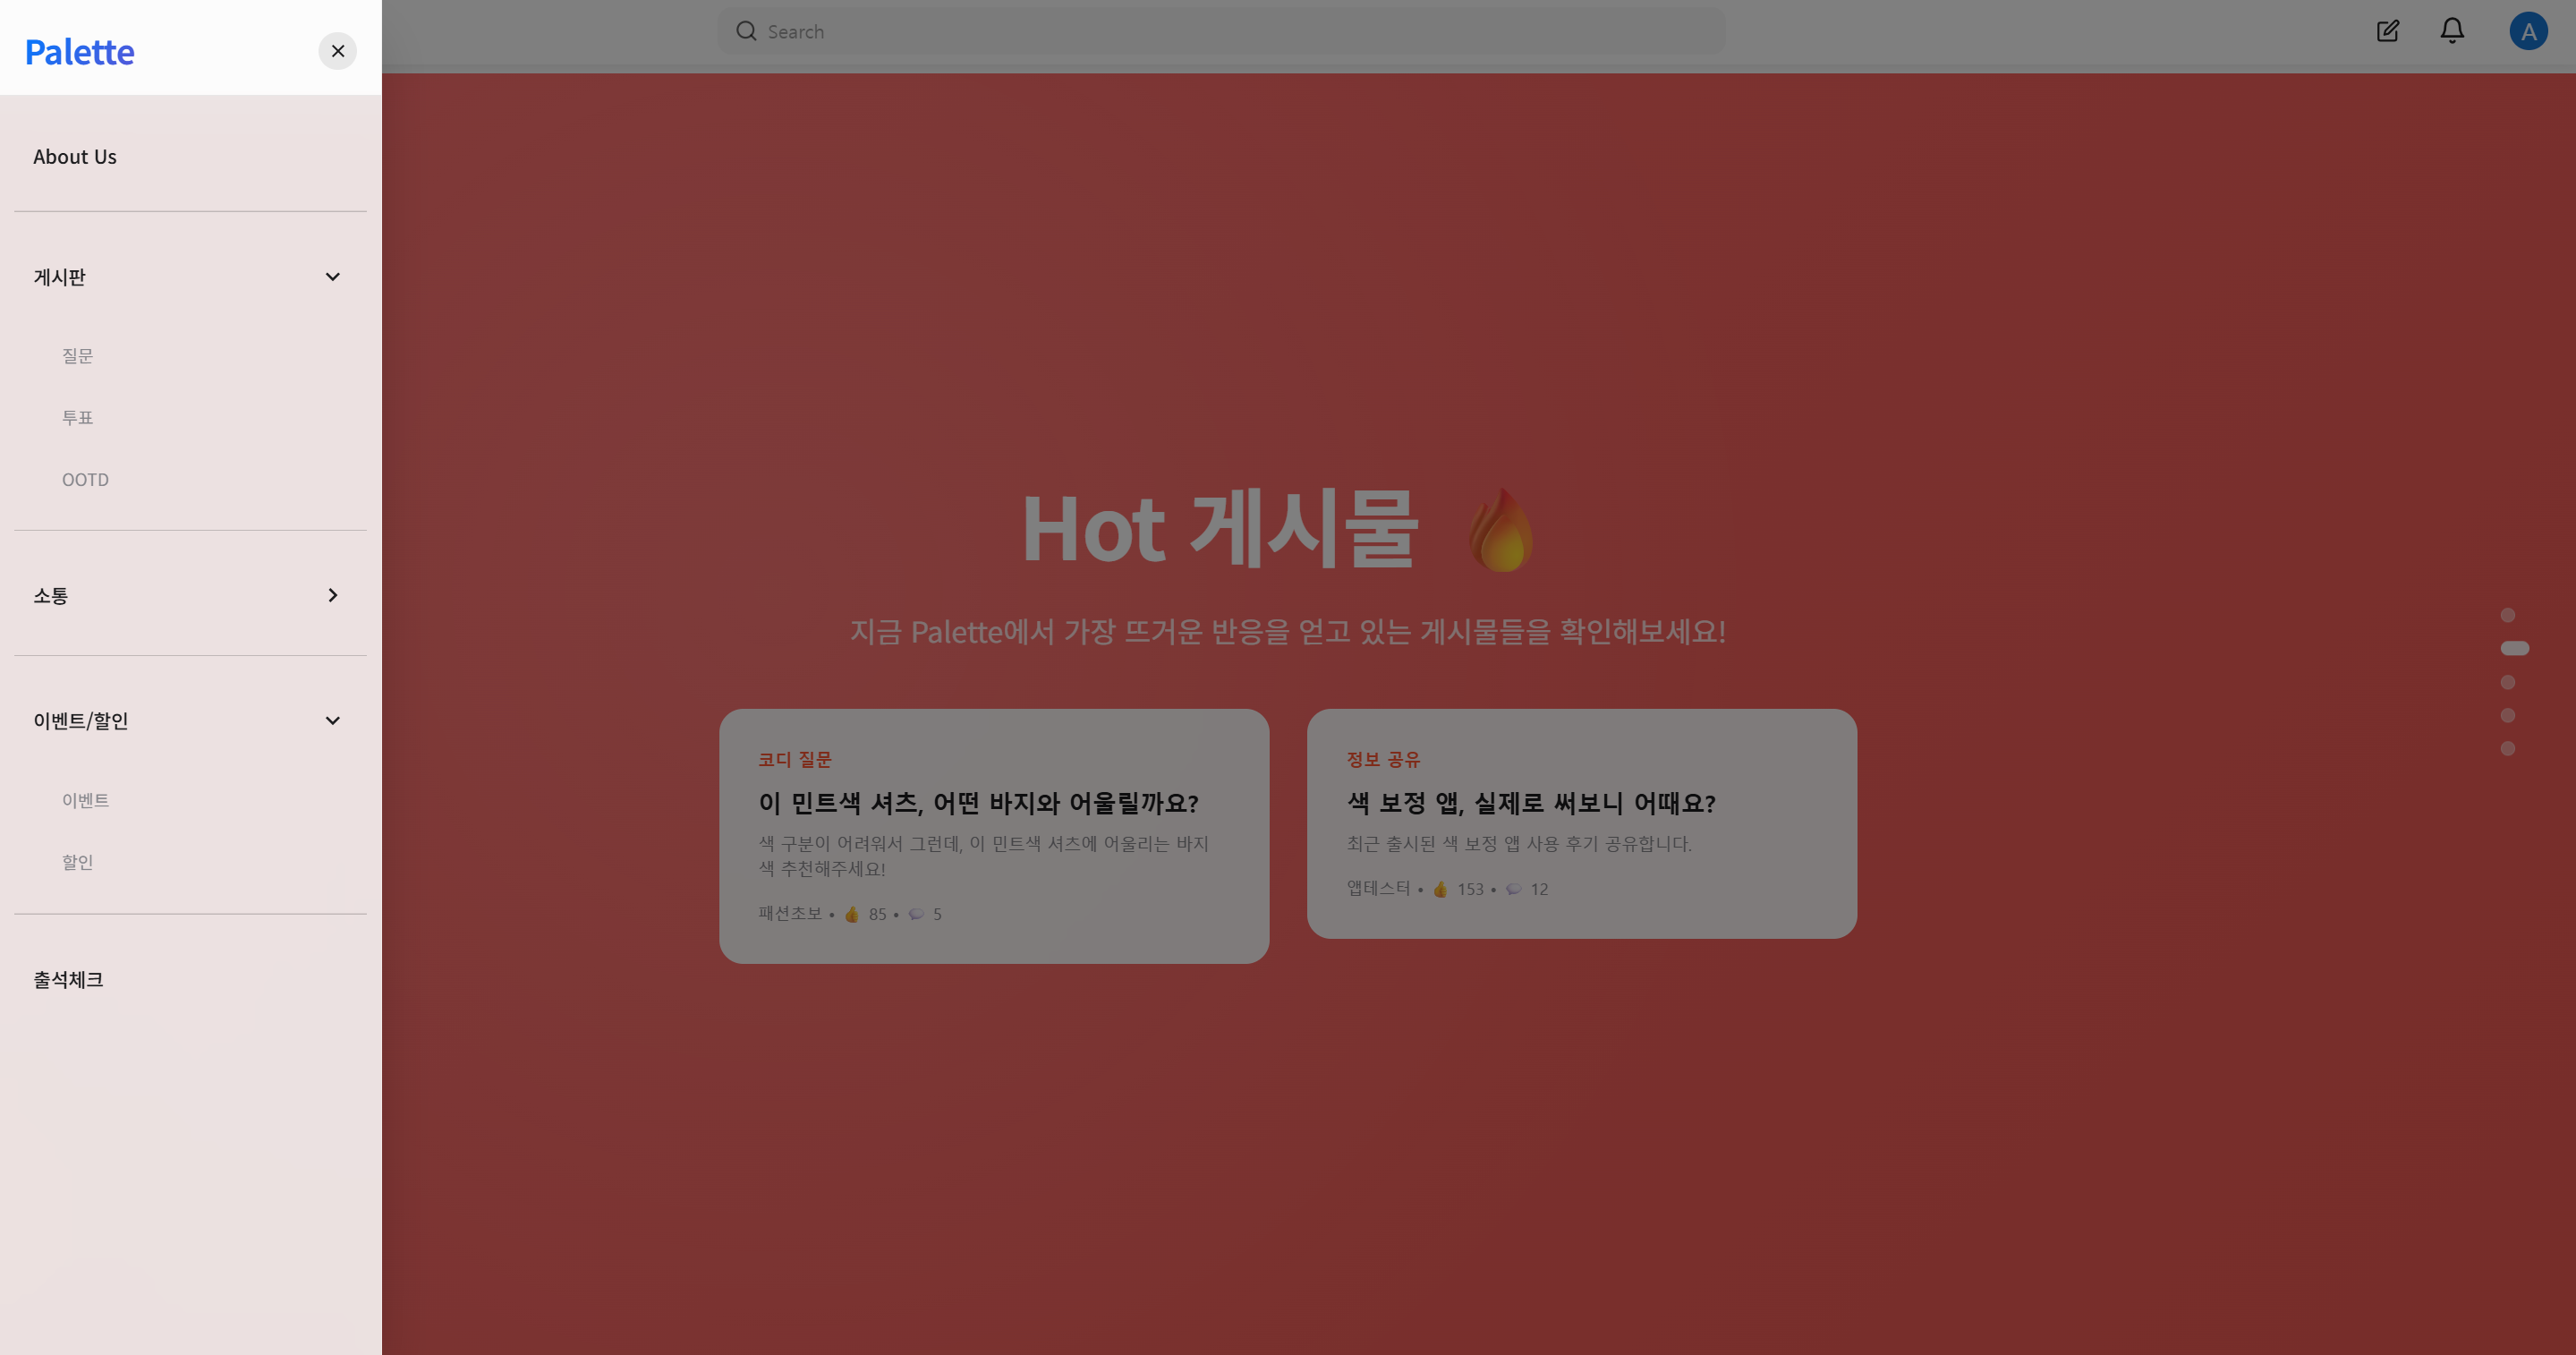 Palette
Search
A
About Us
게시판
질문
투표
OOTD
소통
이벤트/할인
이벤트
할인
출석체크
Hot 게시물 🔥
지금 Palette에서 가장 뜨거운 반응을 얻고 있는 게시물들을 확인해보세요!
코디 질문
이 민트색 셔츠, 어떤 바지와 어울릴까요?
색 구분이 어려워서 그런데, 이 민트색 셔츠에 어울리는 바지
색 추천해주세요!
패션초보 • 👍 85 • 💬 5
정보 공유
색 보정 앱, 실제로 써보니 어때요?
최근 출시된 색 보정 앱 사용 후기 공유합니다.
앱테스터 • 👍 153 • 💬 12